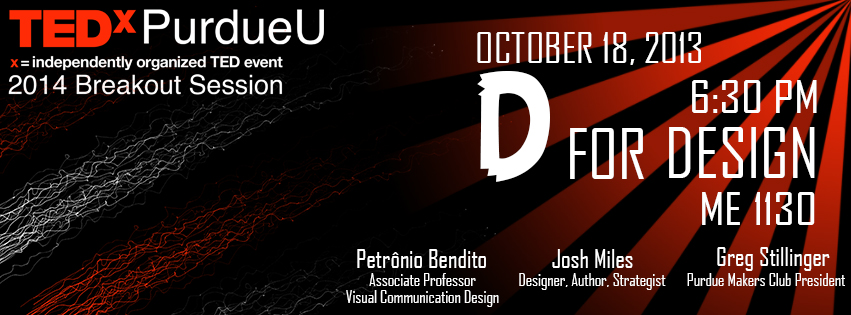 TEDx PurdueU
x = independently organized TED event
2014 Breakout Session
OCTOBER 18, 2013
6:30 PM
D FOR DESIGN
ME 1130
Petrônio Bendito
Associate Professor
Visual Communication Design
Josh Miles
Designer, Author, Strategist
Greg Stillinger
Purdue Makers Club President